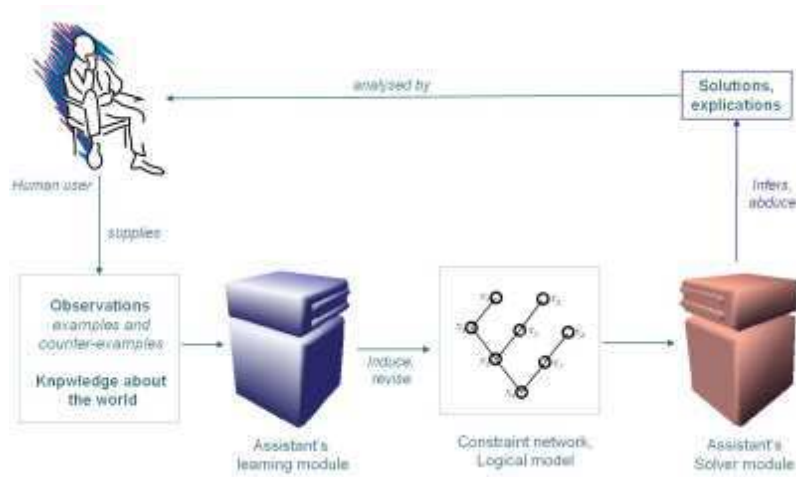 analysed by
Solutions,
explications
Human user
Infers,
abduce
supplies
Observations
examples and
counter-examples
Knpwledge about
the world
Induce,
revise
Assistant's
learning module
Constraint network,
Logical model
Assistant's
Solver module